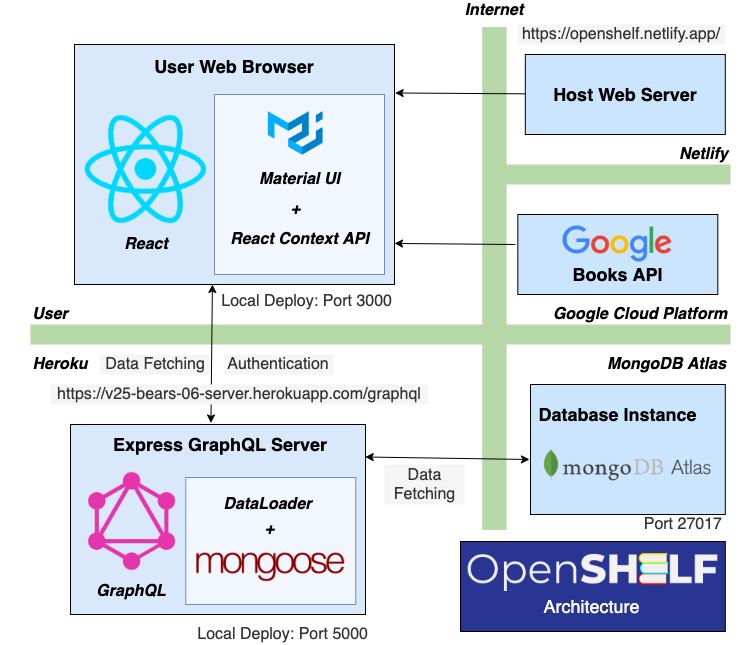 Internet
https://openshelf.netlify.app/
User Web Browser
Host Web Server
Material UI
+
React Context API
React
Netlify
Google
Books API
Local Deploy: Port 3000
User
Google Cloud Platform
Heroku
Data Fetching
Authentication
MongoDB Atlas
https://v25-bears-06-server.herokuapp.com/graphql
Express GraphQL Server
Database Instance
mongoDB Atlas
Data
Fetching
DataLoader
+
mongoose
GraphQL
Port 27017
OpenSHELF
Architecture
Local Deploy: Port 5000